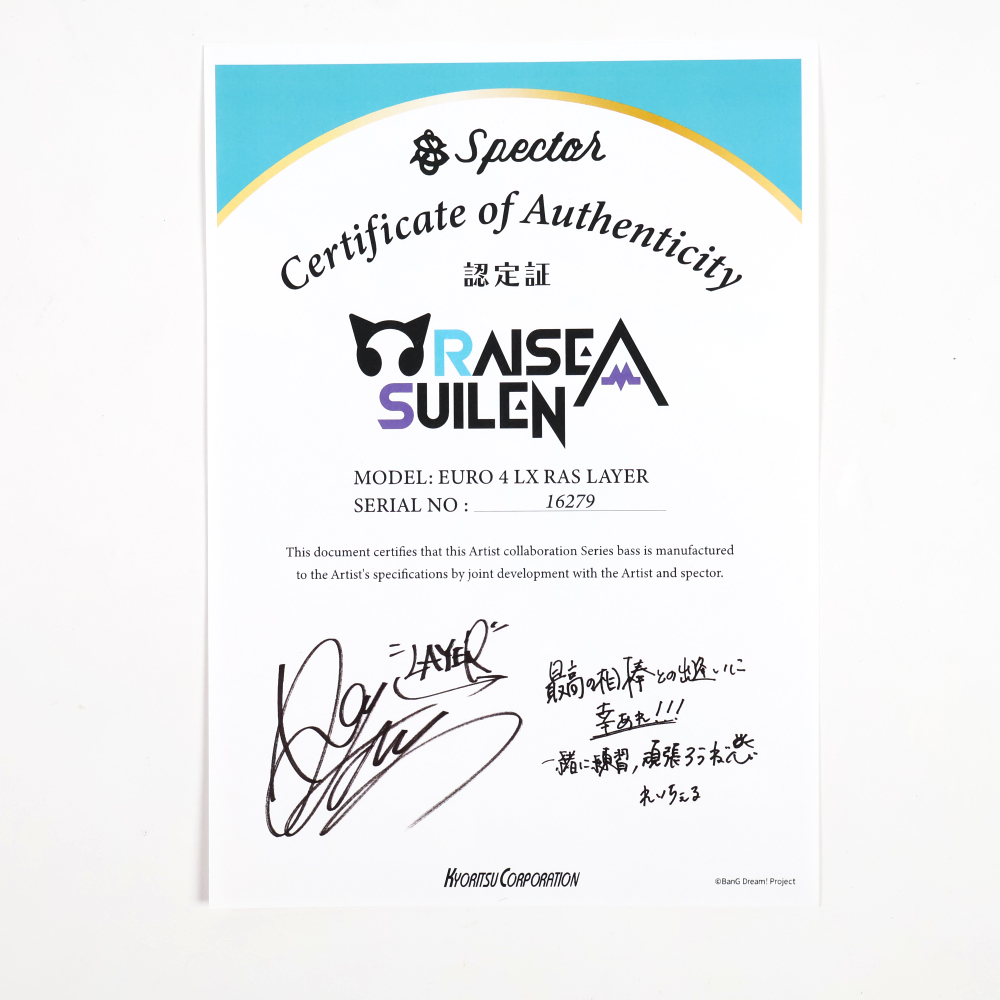 Spector
Certificate of Authenticity
認定証
RAISE A
SUILEN
MODEL: EURO 4 LX RAS LAYER
SERIAL NO : 16279
This document certifies that this Artist collaboration Series bass is manufactured
to the Artist's specifications by joint development with the Artist and spector.
"LAYER"
最高の相棒との出逢いに
幸あれ!!!
一緒に練習,頑張ろうね
れいちぇる
KYORITSU CORPORATION
©BanG Dream! Project